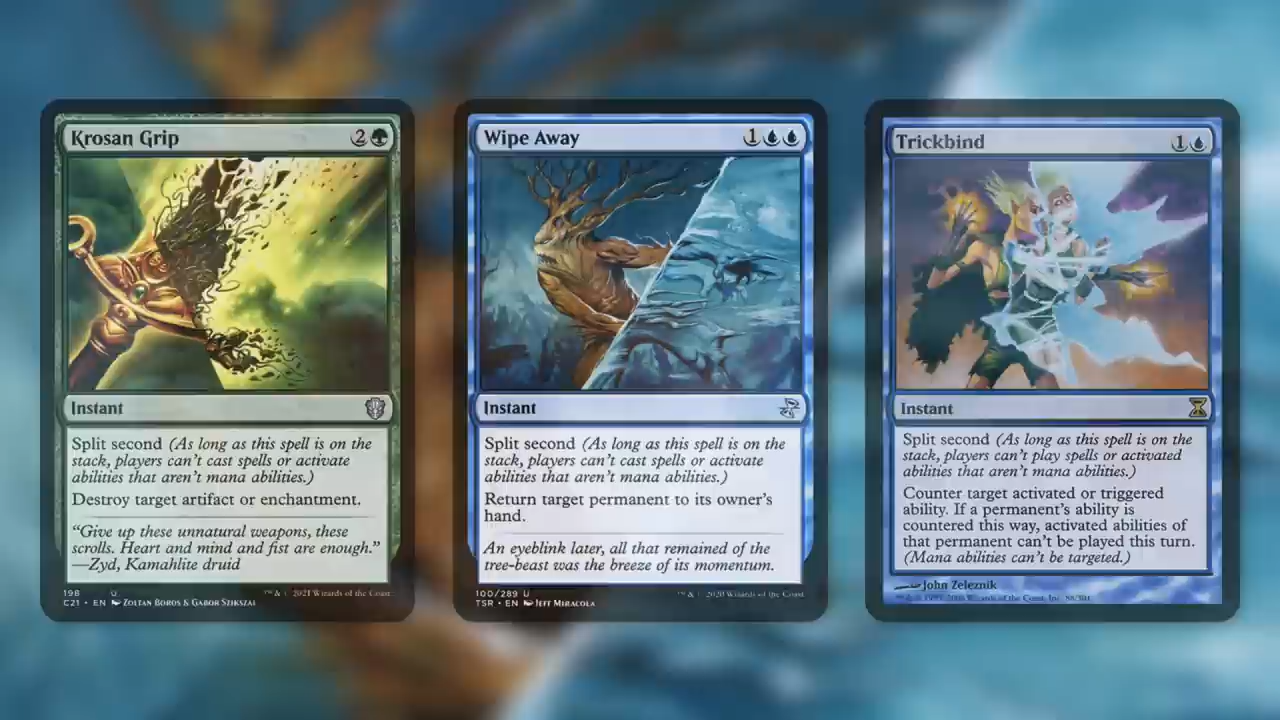 Krosan Grip 2
Instant
Split second (As long as this spell is on the
stack, players can't cast spells or activate
abilities that aren't mana abilities.)
Destroy target artifact or enchantment.
"Give up these unnatural weapons, these
scrolls. Heart and mind and fist are enough."
—Zyd, Kamahlite druid
198 U
C21 • EN Zoltan Boros & Gabor Szikszai
™ & © 2021 Wizards of the Coast
Wipe Away 1
Instant
Split second (As long as this spell is on the
stack, players can't cast spells or activate
abilities that aren't mana abilities.)
Return target permanent to its owner's
hand.
An eyeblink later, all that remained of the
tree-beast was the breeze of its momentum.
100/289 U
TSR • EN Jeff Miracola
™ & © 2020 Wizards of the Coast
Trickbind 1
Instant
Split second (As long as this spell is on the
stack, players can't play spells or activated
abilities that aren't mana abilities.)
Counter target activated or triggered
ability. If a permanent's ability is
countered this way, activated abilities of
that permanent can't be played this turn.
(Mana abilities can't be targeted.)
John Zeleznik
Wizards of the Coast, Inc.